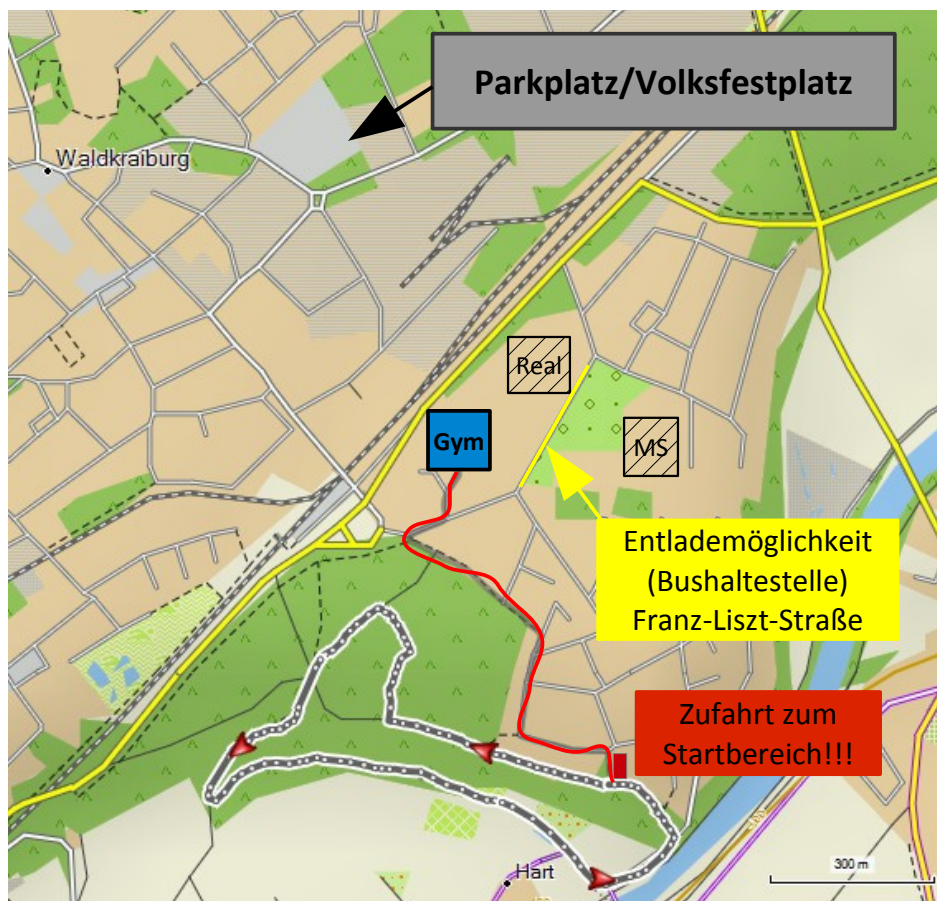 Parkplatz/Volksfestplatz
Waldkraiburg
Real
Gym
MS
Entlademöglichkeit
(Bushaltestelle)
Franz-Liszt-Straße
Zufahrt zum
Startbereich!!!
Hart
300 m